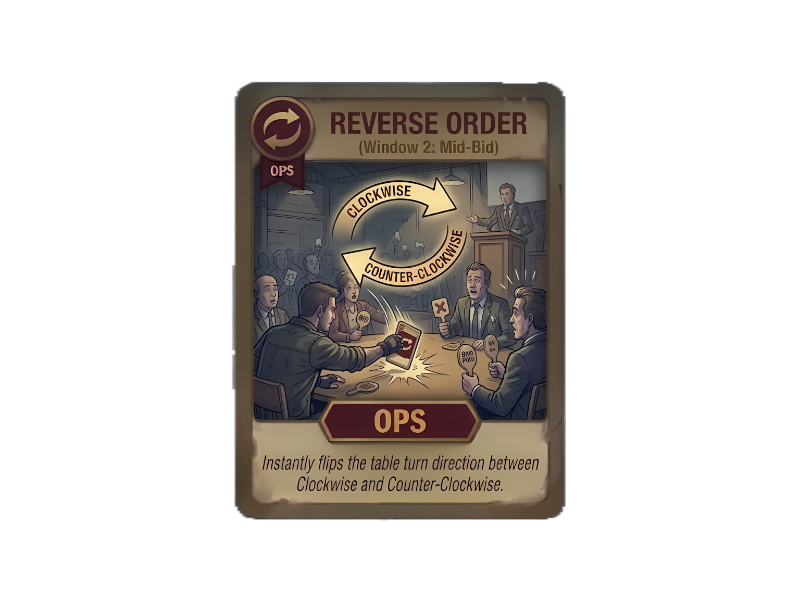 REVERSE ORDER
(Window 2: Mid-Bid)
OPS
CLOCKWISE
COUNTER-CLOCKWISE
OPS
Instantly flips the table turn direction between
Clockwise and Counter-Clockwise.